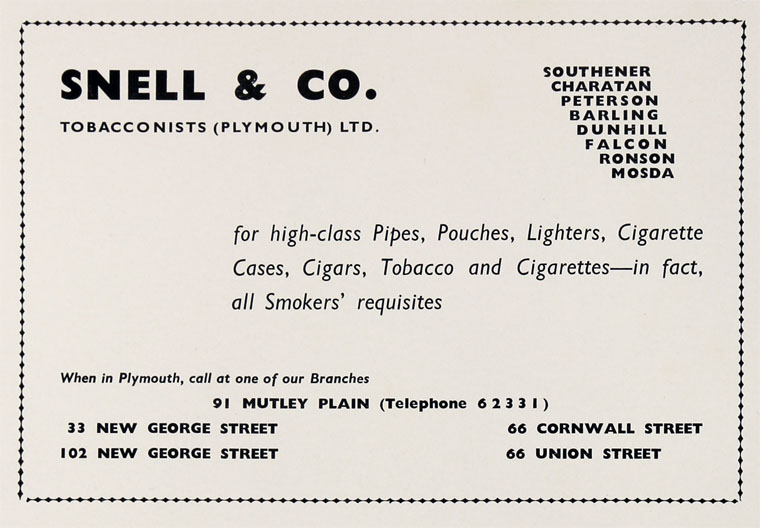 SNELL & CO.
TOBACCONISTS (PLYMOUTH) LTD.
SOUTHENER
CHARATAN
PETERSON
BARLING
DUNHILL
FALCON
RONSON
MOSDA
for high-class Pipes, Pouches, Lighters, Cigarette
Cases, Cigars, Tobacco and Cigarettes—in fact,
all Smokers' requisites
When in Plymouth, call at one of our Branches
91 MUTLEY PLAIN (Telephone 62331)
33 NEW GEORGE STREET
66 CORNWALL STREET
102 NEW GEORGE STREET
66 UNION STREET